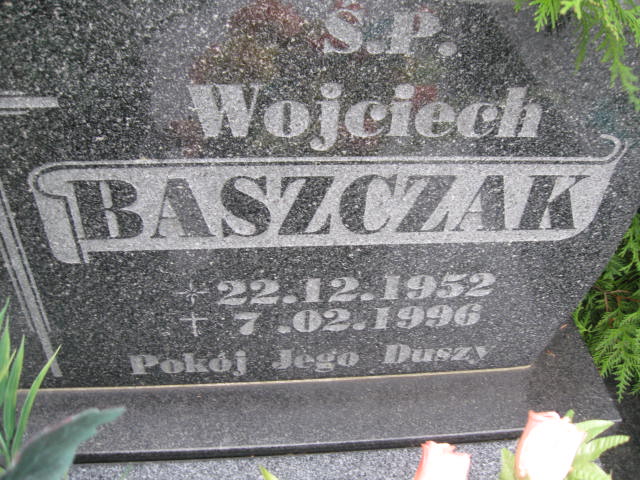 Ś.P.
Wojciech
BASZCZAK
+22.12.1952
+ 7.02.1996
Pokój Jego Duszy